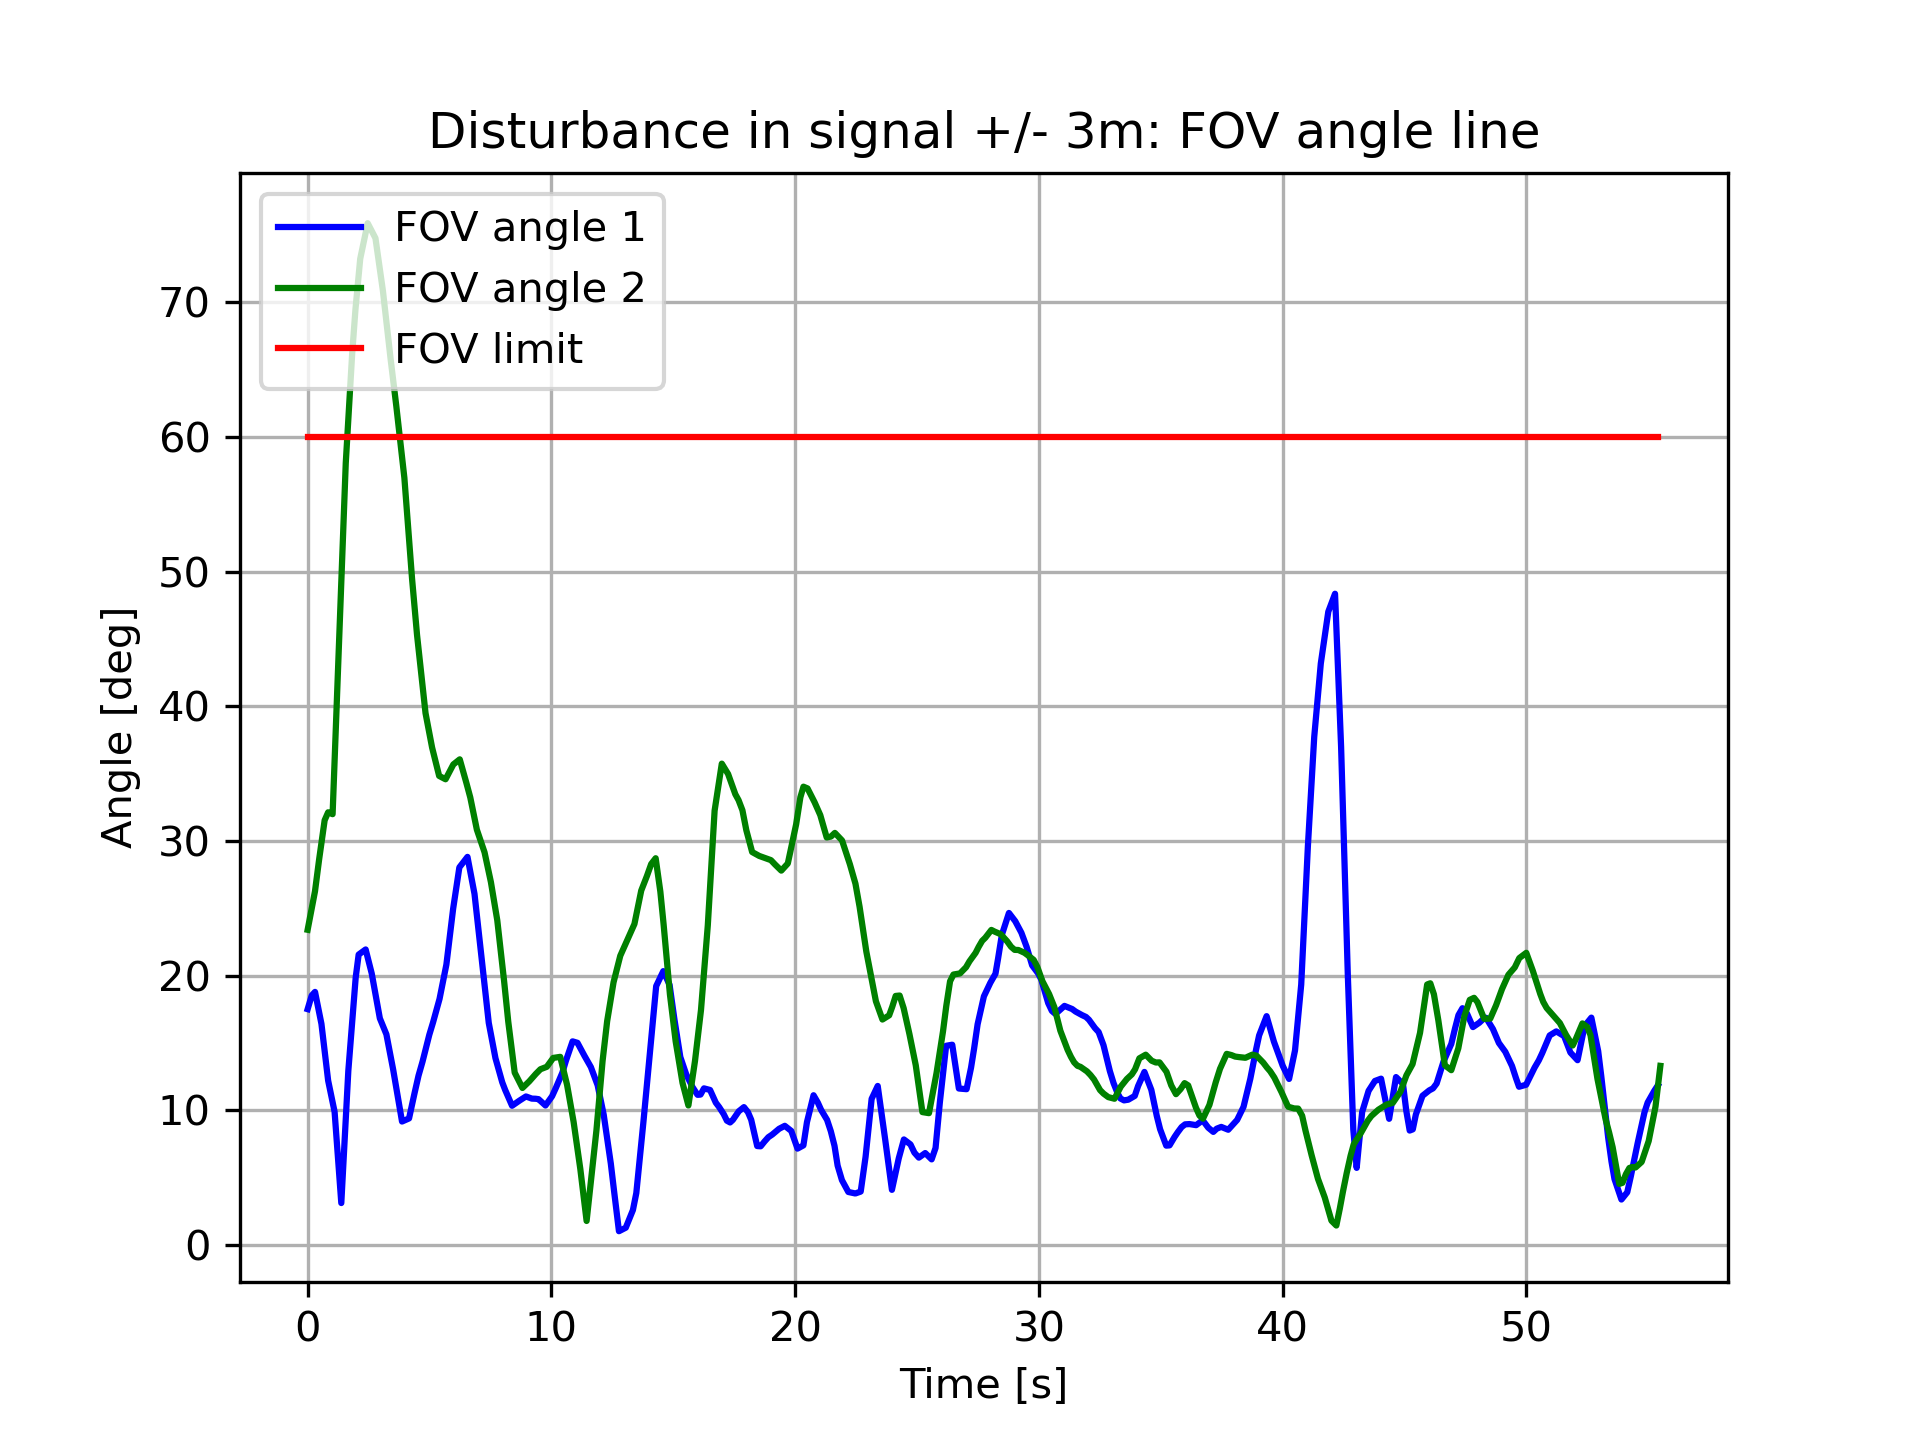 Disturbance in signal +/- 3m: FOV angle line
FOV angle 1
FOV angle 2
FOV limit
70
60
50
40
30
20
10
0
Angle [deg]
0 10 20 30 40 50
Time [s]